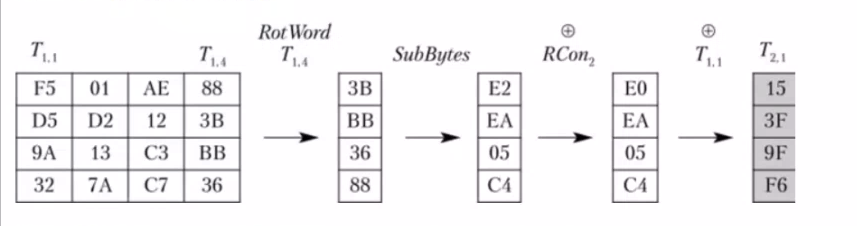 RotWord ⊕ ⊕
T1,1 T1,4 T1,4 SubBytes RCon2 T1,1 T2,1
F5 01 AE 88 3B E2 E0 15
D5 D2 12 3B BB EA EA 3F
9A 13 C3 BB 36 05 05 9F
32 7A C7 36 88 C4 C4 F6